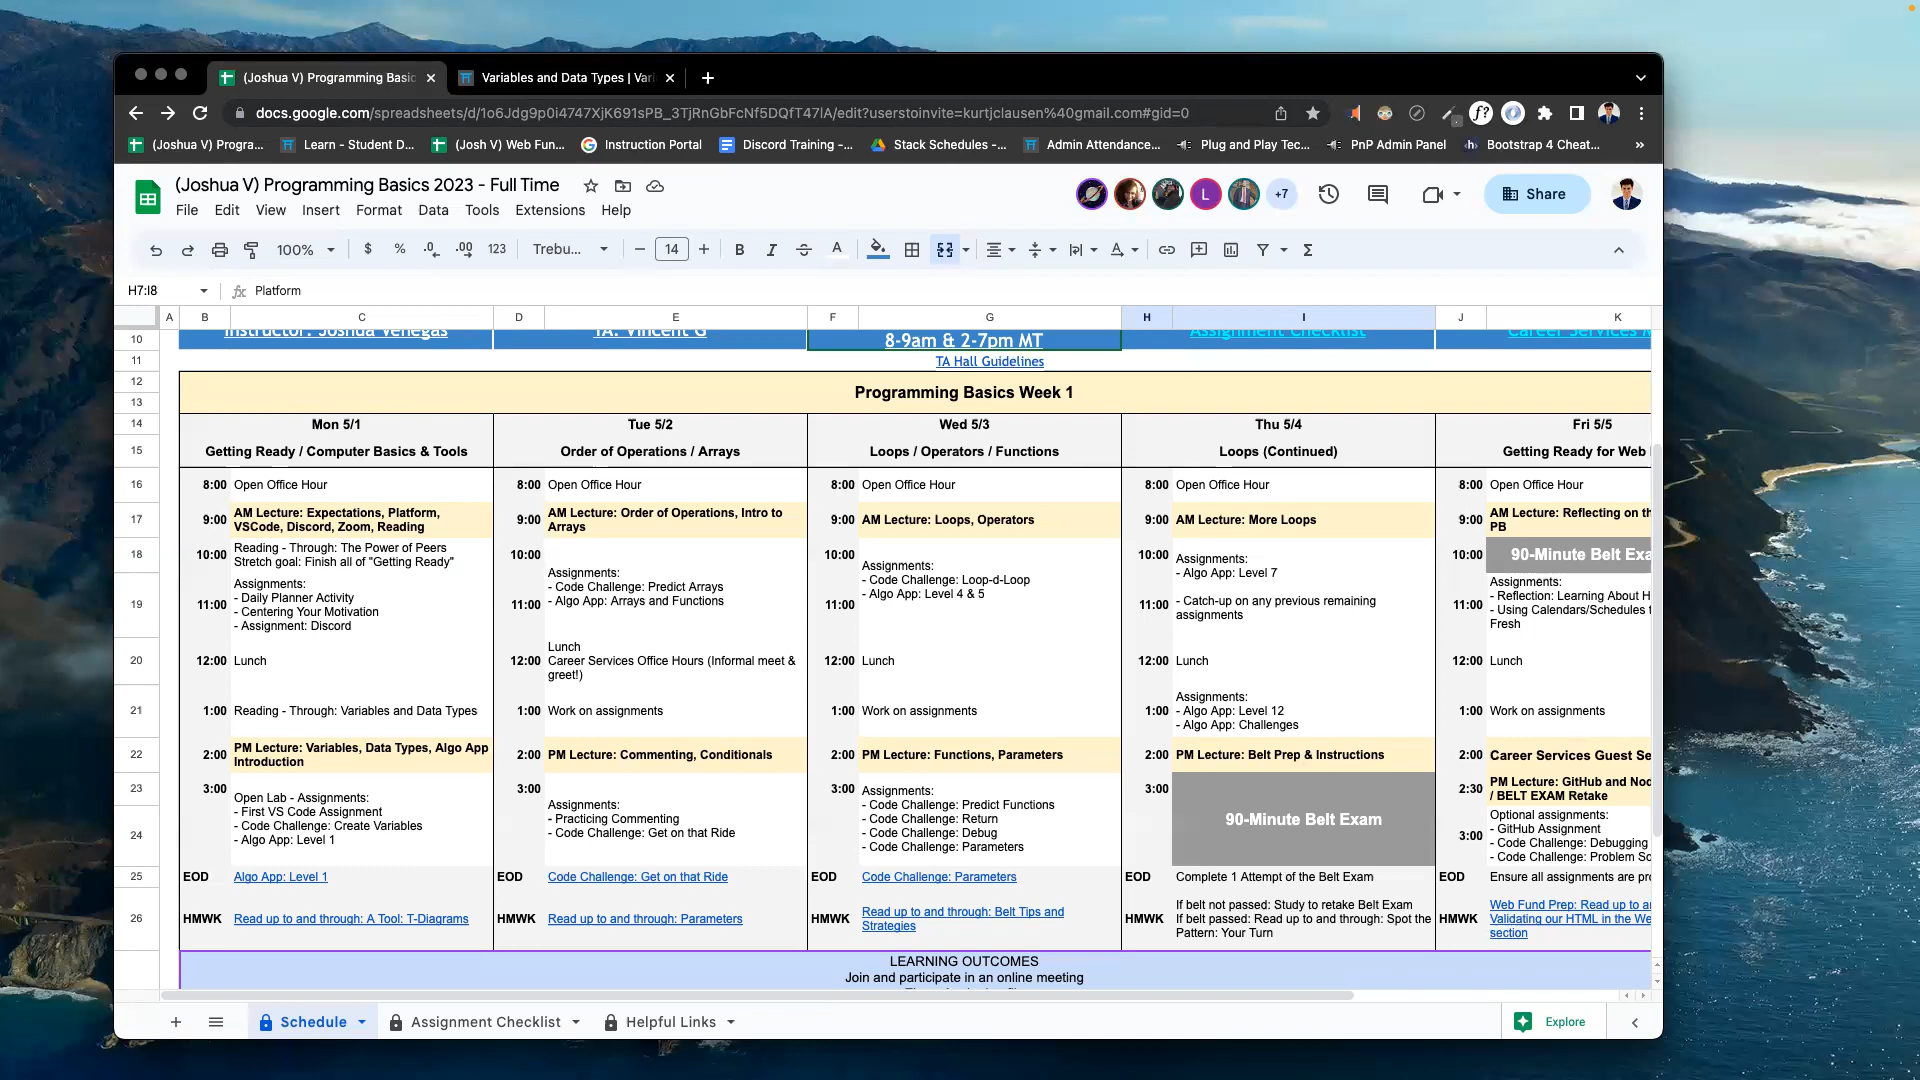 (Joshua V) Programming Basic
Variables and Data Types | Var
docs.google.com/spreadsheets/d/1o6Jdg9p0i4747XjK691sPB_3TjRnGbFcNf5DQfT47IA/edit?userstoinvite=kurtjclausen%40gmail.com#gid=0
(Joshua V) Progra...
Learn - Student D...
(Josh V) Web Fun...
Instruction Portal
Discord Training -...
Stack Schedules -...
Admin Attendance...
Plug and Play Tec...
PnP Admin Panel
Bootstrap 4 Cheat...
(Joshua V) Programming Basics 2023 - Full Time
L
+7
Share
File Edit View Insert Format Data Tools Extensions Help
100% $ % .0 .00 123 Trebu... 14 B I A
H7:I8 fx Platform
A B C D E F G H I J K
10 Instructor: Joshua Venegas TA: Vincent G 8-9am & 2-7pm MT Assignment Checklist
11 TA Hall Guidelines
12
Programming Basics Week 1
13
14 Mon 5/1 Tue 5/2 Wed 5/3 Thu 5/4 Fri 5/5
15 Getting Ready / Computer Basics & Tools Order of Operations / Arrays Loops / Operators / Functions Loops (Continued) Getting Ready for Web
16 8:00 Open Office Hour 8:00 Open Office Hour 8:00 Open Office Hour 8:00 Open Office Hour 8:00 Open Office Hour
17
9:00 AM Lecture: Expectations, Platform,
VSCode, Discord, Zoom, Reading
9:00 AM Lecture: Order of Operations, Intro to
Arrays
9:00 AM Lecture: Loops, Operators
9:00 AM Lecture: More Loops
9:00 AM Lecture: Reflecting on th
PB
18
10:00 Reading - Through: The Power of Peers
Stretch goal: Finish all of "Getting Ready"
10:00
10:00
10:00
10:00 90-Minute Belt Exa
19
11:00
Assignments:
- Daily Planner Activity
- Centering Your Motivation
- Assignment: Discord
11:00
Assignments:
- Code Challenge: Predict Arrays
- Algo App: Arrays and Functions
11:00
Assignments:
- Code Challenge: Loop-d-Loop
- Algo App: Level 4 & 5
11:00
Assignments:
- Algo App: Level 7
- Catch-up on any previous remaining
assignments
11:00
Assignments:
- Reflection: Learning About H
- Using Calendars/Schedules t
Fresh
20
12:00 Lunch
12:00 Lunch
Career Services Office Hours (Informal meet &
greet!)
12:00 Lunch
12:00 Lunch
12:00 Lunch
21
1:00 Reading - Through: Variables and Data Types
1:00 Work on assignments
1:00 Work on assignments
1:00 Assignments:
- Algo App: Level 12
- Algo App: Challenges
1:00 Work on assignments
22
2:00 PM Lecture: Variables, Data Types, Algo App
Introduction
2:00 PM Lecture: Commenting, Conditionals
2:00 PM Lecture: Functions, Parameters
2:00 PM Lecture: Belt Prep & Instructions
2:00 Career Services Guest Se
23
24
3:00
Open Lab - Assignments:
- First VS Code Assignment
- Code Challenge: Create Variables
- Algo App: Level 1
3:00
Assignments:
- Practicing Commenting
- Code Challenge: Get on that Ride
3:00
Assignments:
- Code Challenge: Predict Functions
- Code Challenge: Return
- Code Challenge: Debug
- Code Challenge: Parameters
3:00
90-Minute Belt Exam
2:30 PM Lecture: GitHub and Nod
/ BELT EXAM Retake
3:00
Optional assignments:
- GitHub Assignment
- Code Challenge: Debugging
- Code Challenge: Problem So
25
EOD Algo App: Level 1
EOD Code Challenge: Get on that Ride
EOD Code Challenge: Parameters
EOD Complete 1 Attempt of the Belt Exam
EOD Ensure all assignments are pro
26
HMWK Read up to and through: A Tool: T-Diagrams
HMWK Read up to and through: Parameters
HMWK Read up to and through: Belt Tips and
Strategies
HMWK If belt not passed: Study to retake Belt Exam
If belt passed: Read up to and through: Spot the
Pattern: Your Turn
HMWK Web Fund Prep: Read up to an
Validating our HTML in the We
section
LEARNING OUTCOMES
Join and participate in an online meeting
Schedule
Assignment Checklist
Helpful Links
Explore